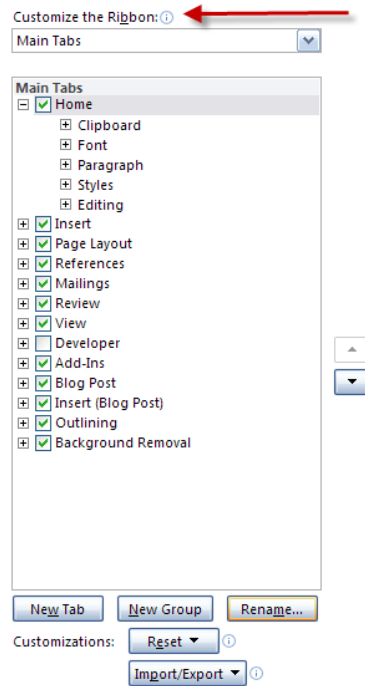 Customize the Ribbon:
Main Tabs
Main Tabs
Home
Clipboard
Font
Paragraph
Styles
Editing
Insert
Page Layout
References
Mailings
Review
View
Developer
Add-Ins
Blog Post
Insert (Blog Post)
Outlining
Background Removal
New Tab New Group Rename...
Customizations: Reset
Import/Export